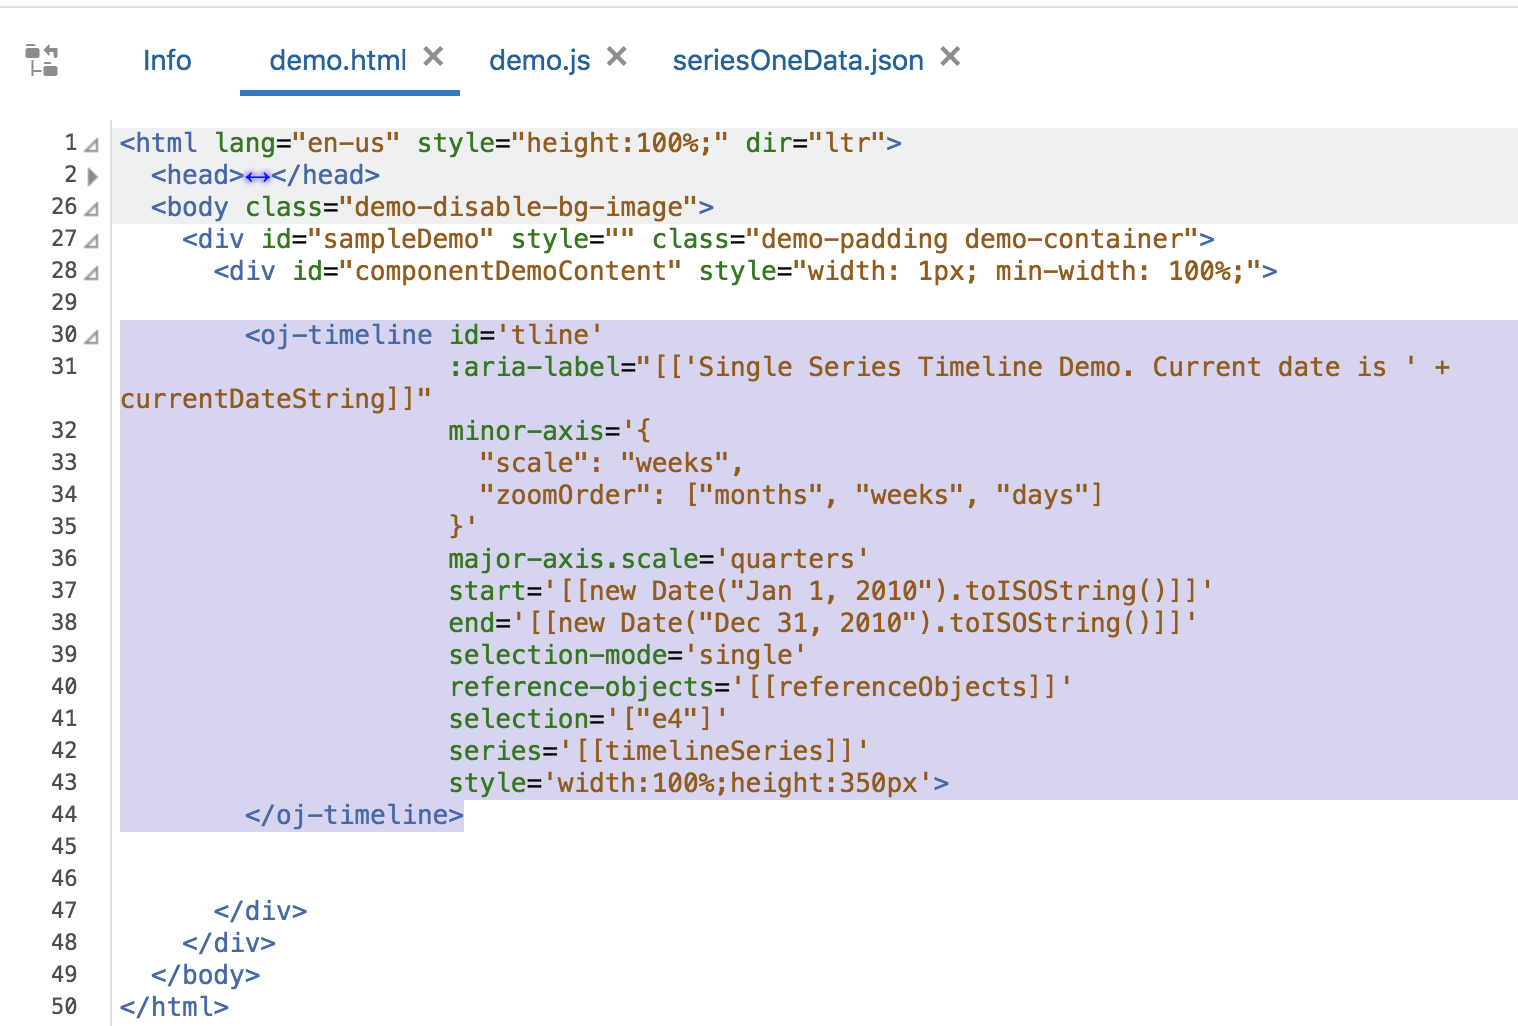 Info demo.html ✕ demo.js ✕ seriesOneData.json ✕
1 <html lang="en-us" style="height:100%;" dir="ltr">
2   <head>↔</head>
26   <body class="demo-disable-bg-image">
27     <div id="sampleDemo" style="" class="demo-padding demo-container">
28       <div id="componentDemoContent" style="width: 1px; min-width: 100%;">
29
30         <oj-timeline id='tline'
31                      :aria-label="[['Single Series Timeline Demo. Current date is ' +
currentDateString]]"
32                      minor-axis='{
33                        "scale": "weeks",
34                        "zoomOrder": ["months", "weeks", "days"]
35                      }'
36                      major-axis.scale='quarters'
37                      start='[[new Date("Jan 1, 2010").toISOString()]]'
38                      end='[[new Date("Dec 31, 2010").toISOString()]]'
39                      selection-mode='single'
40                      reference-objects='[[referenceObjects]]'
41                      selection='["e4"]'
42                      series='[[timelineSeries]]'
43                      style='width:100%;height:350px'>
44         </oj-timeline>
45
46
47       </div>
48     </div>
49   </body>
50 </html>